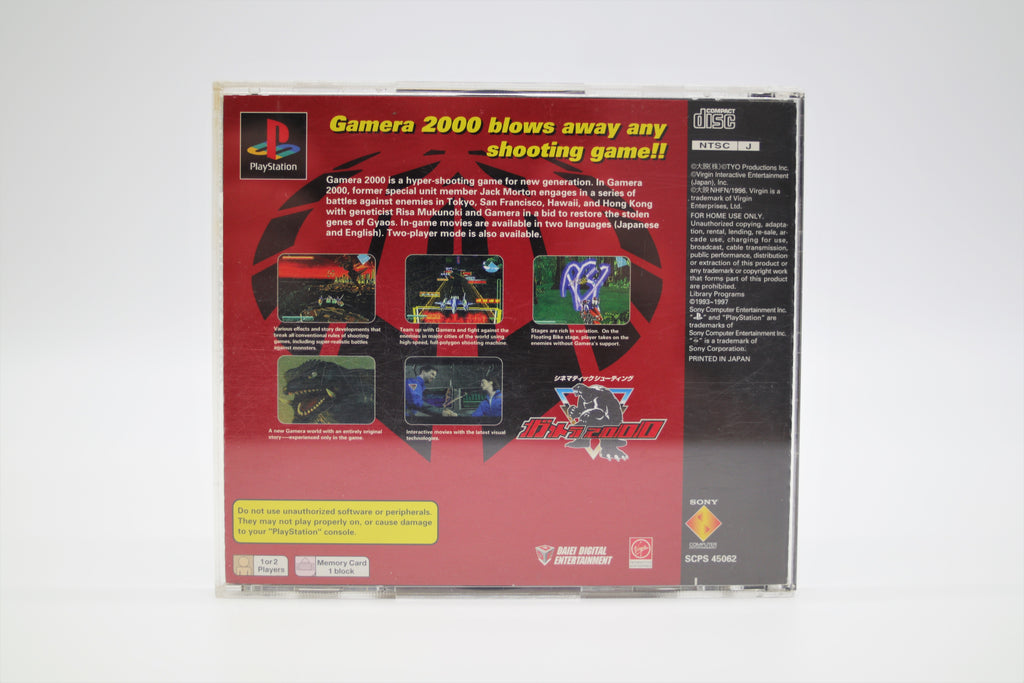 PlayStation
Gamera 2000 blows away any
shooting game!!
Gamera 2000 is a hyper-shooting game for new generation. In Gamera
2000, former special unit member Jack Morton engages in a series of
battles against enemies in Tokyo, San Francisco, Hawaii, and Hong Kong
with geneticist Risa Mukunoki and Gamera in a bid to restore the stolen
genes of Gyaos. In-game movies are available in two languages (Japanese
and English). Two-player mode is also available.
Various effects and story developments that
break all conventional rules of shooting
games, including super-realistic battles
against monsters.
Team up with Gamera and fight against the
enemies in major cities of the world using
high-speed, full-polygon shooting machine.
Stages are rich in variation. On the
Floating Bike stage, player takes on the
enemies without Gamera's support.
A new Gamera world with an entirely original
story—experienced only in the game.
Interactive movies with the latest visual
technologies.
シネマティックシューティング
ガメラ2000
Do not use unauthorized software or peripherals.
They may not play properly on, or cause damage
to your "PlayStation" console.
1 or 2
Players
Memory Card
1 block
DAIEI DIGITAL
ENTERTAINMENT
Virgin
COMPACT
disc
NTSC J
©大映(株)©TYO Productions Inc.
©Virgin Interactive Entertainment
(Japan), Inc.
©大映 NHFN/1996. Virgin is a
trademark of Virgin
Enterprises, Ltd.
FOR HOME USE ONLY.
Unauthorized copying, adapta-
tion, rental, lending, re-sale, ar-
cade use, charging for use,
broadcast, cable transmission,
public performance, distribution
or extraction of this product or
any trademark or copyright work
that forms part of this product
are prohibited.
Library Programs
©1993-1997
Sony Computer Entertainment Inc.
" " and "PlayStation" are
trademarks of
Sony Computer Entertainment Inc.
" " is a trademark of
Sony Corporation.
PRINTED IN JAPAN
SONY
COMPUTER
ENTERTAINMENT
SCPS 45062